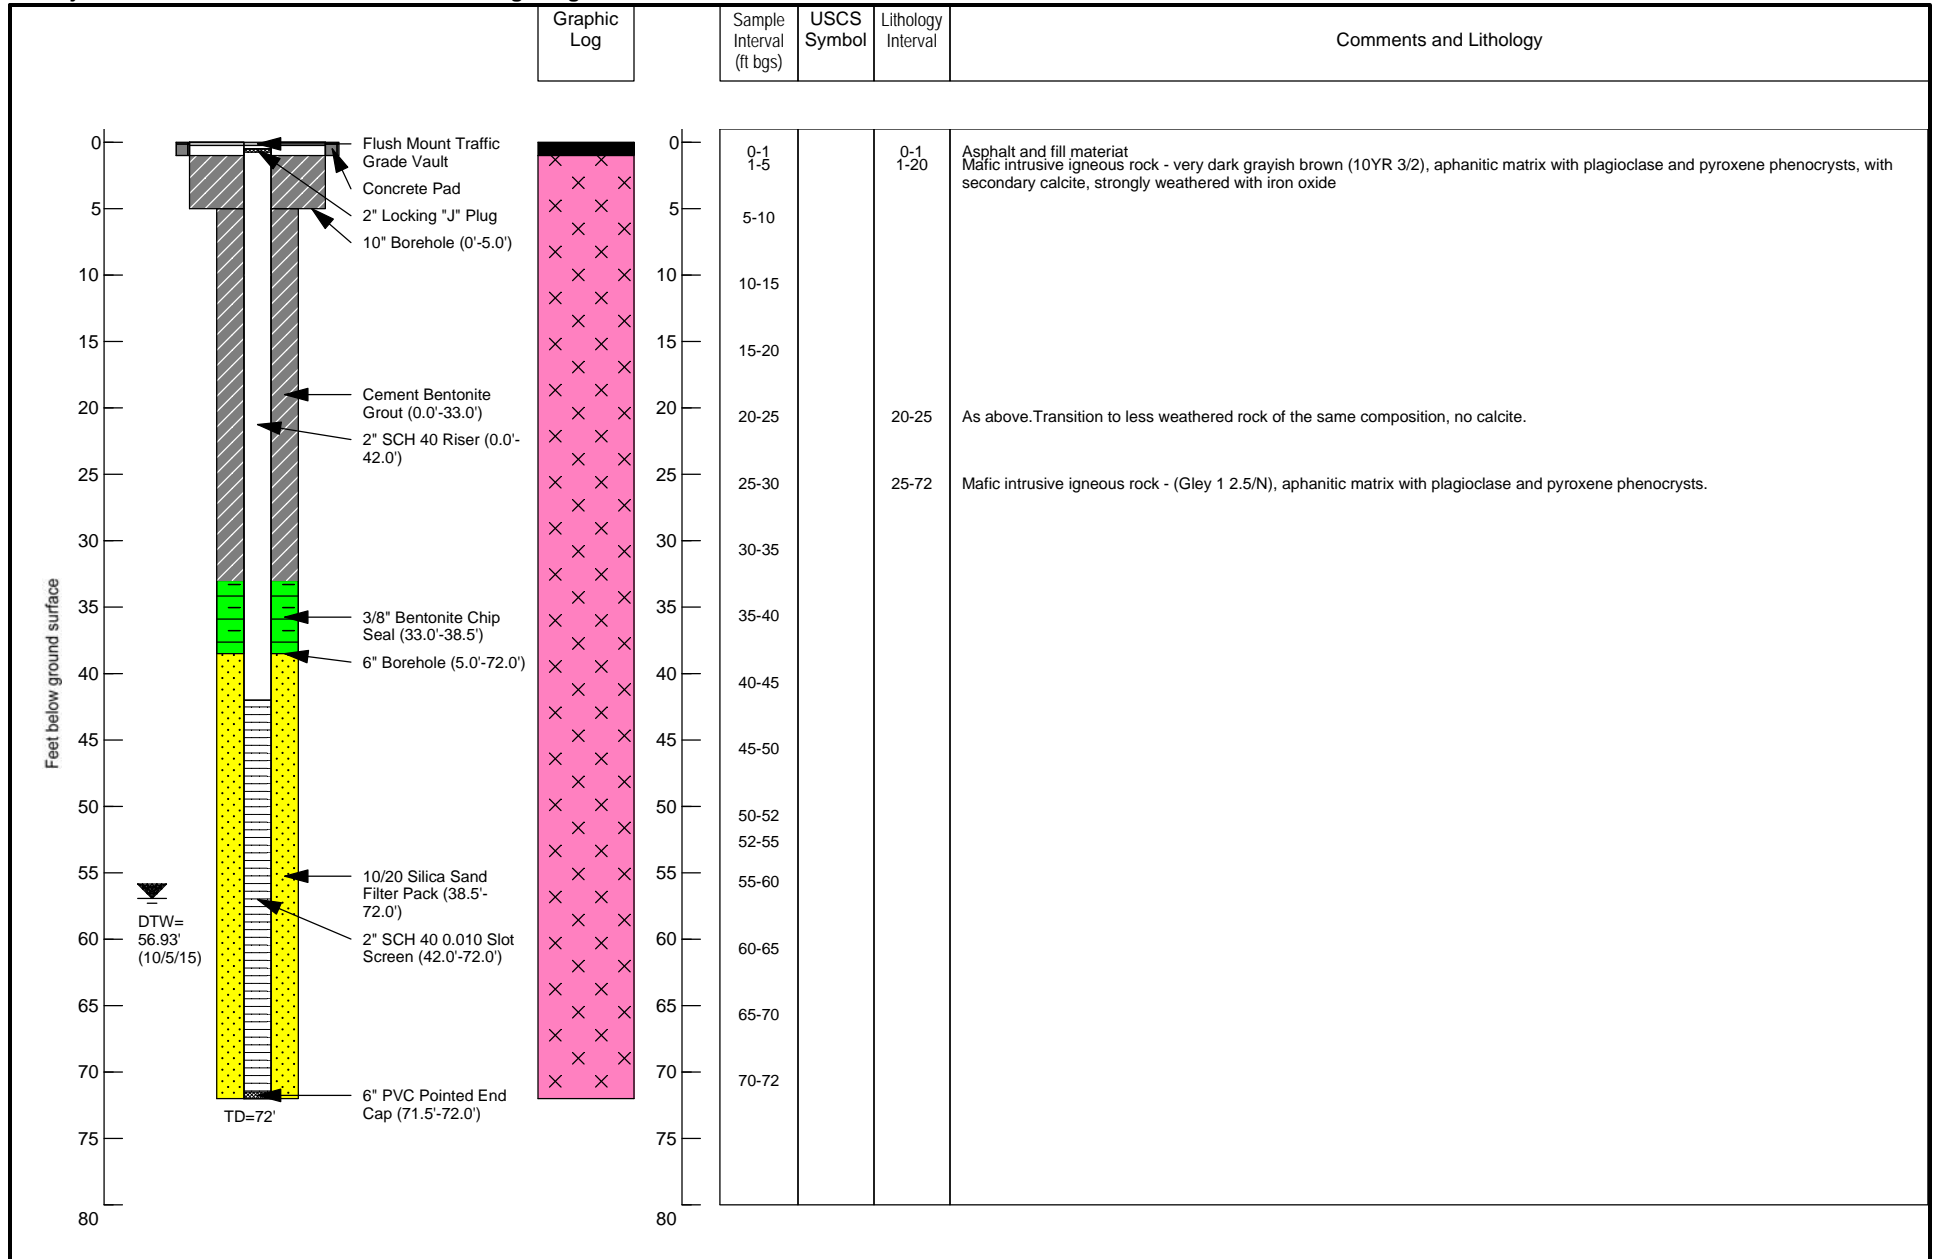 Graphic
Log
Sample
Interval
(ft bgs)
USCS
Symbol
Lithology
Interval
Comments and Lithology
Feet below ground surface
0
5
10
15
20
25
30
35
40
45
50
55
60
65
70
75
80
Flush Mount Traffic
Grade Vault
Concrete Pad
2" Locking "J" Plug
10" Borehole (0'-5.0')
Cement Bentonite
Grout (0.0'-33.0')
2" SCH 40 Riser (0.0'-
42.0')
3/8" Bentonite Chip
Seal (33.0'-38.5')
6" Borehole (5.0'-72.0')
10/20 Silica Sand
Filter Pack (38.5'-
72.0')
2" SCH 40 0.010 Slot
Screen (42.0'-72.0')
6" PVC Pointed End
Cap (71.5'-72.0')
DTW=
56.93'
(10/5/15)
TD=72'
0
5
10
15
20
25
30
35
40
45
50
55
60
65
70
75
80
0-1 0-1 Asphalt and fill materiat
1-5 1-20 Mafic intrusive igneous rock - very dark grayish brown (10YR 3/2), aphanitic matrix with plagioclase and pyroxene phenocrysts, with
secondary calcite, strongly weathered with iron oxide
5-10
10-15
15-20
20-25 20-25 As above.Transition to less weathered rock of the same composition, no calcite.
25-30 25-72 Mafic intrusive igneous rock - (Gley 1 2.5/N), aphanitic matrix with plagioclase and pyroxene phenocrysts.
30-35
35-40
40-45
45-50
50-52
52-55
55-60
60-65
65-70
70-72